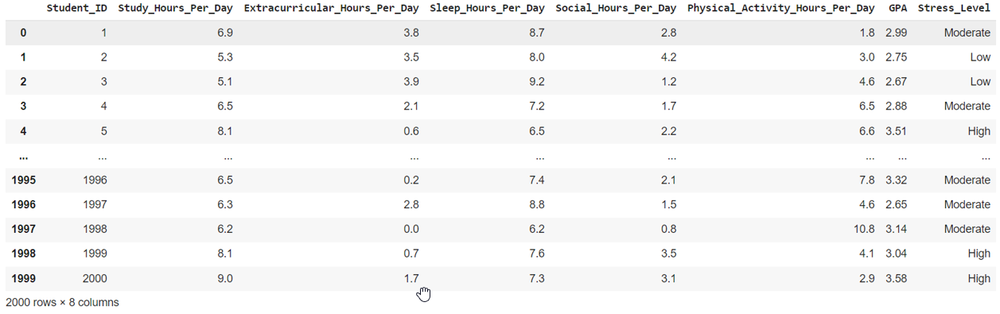 Student_ID Study_Hours_Per_Day Extracurricular_Hours_Per_Day Sleep_Hours_Per_Day Social_Hours_Per_Day Physical_Activity_Hours_Per_Day GPA Stress_Level
0 1 6.9 3.8 8.7 2.8 1.8 2.99 Moderate
1 2 5.3 3.5 8.0 4.2 3.0 2.75 Low
2 3 5.1 3.9 9.2 1.2 4.6 2.67 Low
3 4 6.5 2.1 7.2 1.7 6.5 2.88 Moderate
4 5 8.1 0.6 6.5 2.2 6.6 3.51 High
... ... ... ... ... ... ... ... ...
1995 1996 6.5 0.2 7.4 2.1 7.8 3.32 Moderate
1996 1997 6.3 2.8 8.8 1.5 4.6 2.65 Moderate
1997 1998 6.2 0.0 6.2 0.8 10.8 3.14 Moderate
1998 1999 8.1 0.7 7.6 3.5 4.1 3.04 High
1999 2000 9.0 1.7 7.3 3.1 2.9 3.58 High
2000 rows × 8 columns